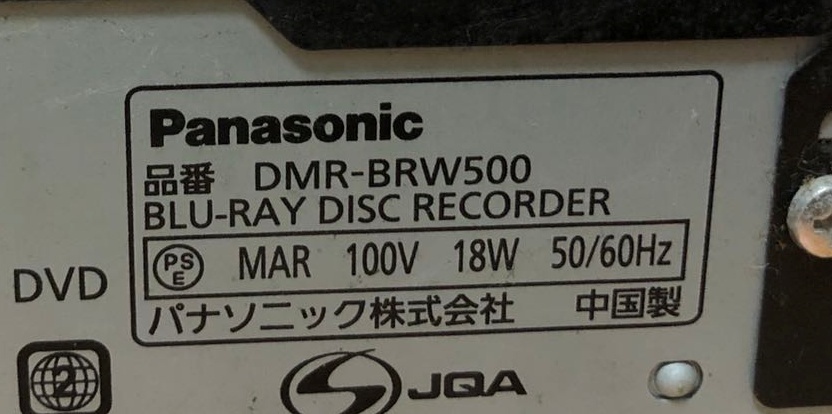 Panasonic
品番 DMR-BRW500
BLU-RAY DISC RECORDER
PS E MAR 100V 18W 50/60Hz
パナソニック株式会社 中国製
DVD
2
JQA